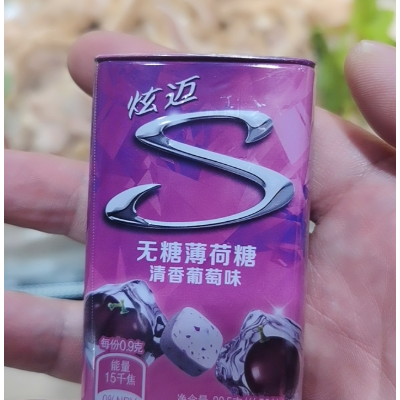 炫迈
S
无糖薄荷糖
清香葡萄味
每份0.9克
能量
15千焦